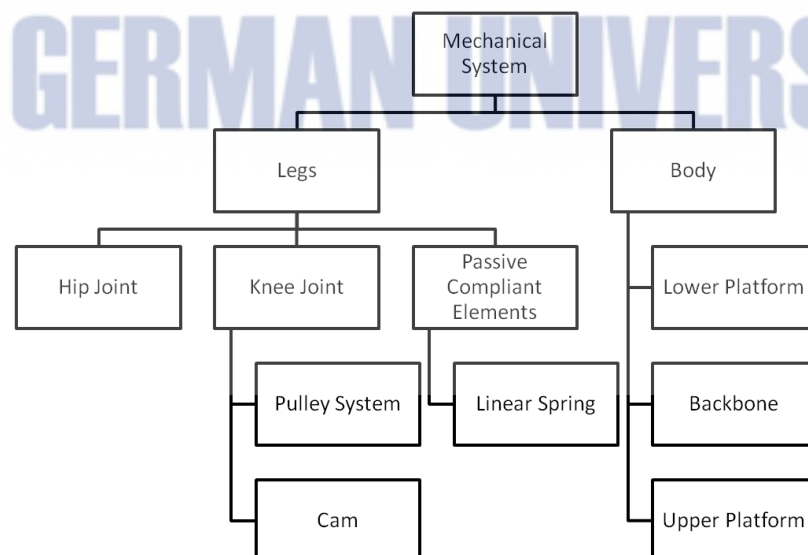 GERMAN UNIVERS
Mechanical
System
Legs
Body
Hip Joint
Knee Joint
Passive
Compliant
Elements
Lower Platform
Pulley System
Linear Spring
Backbone
Cam
Upper Platform